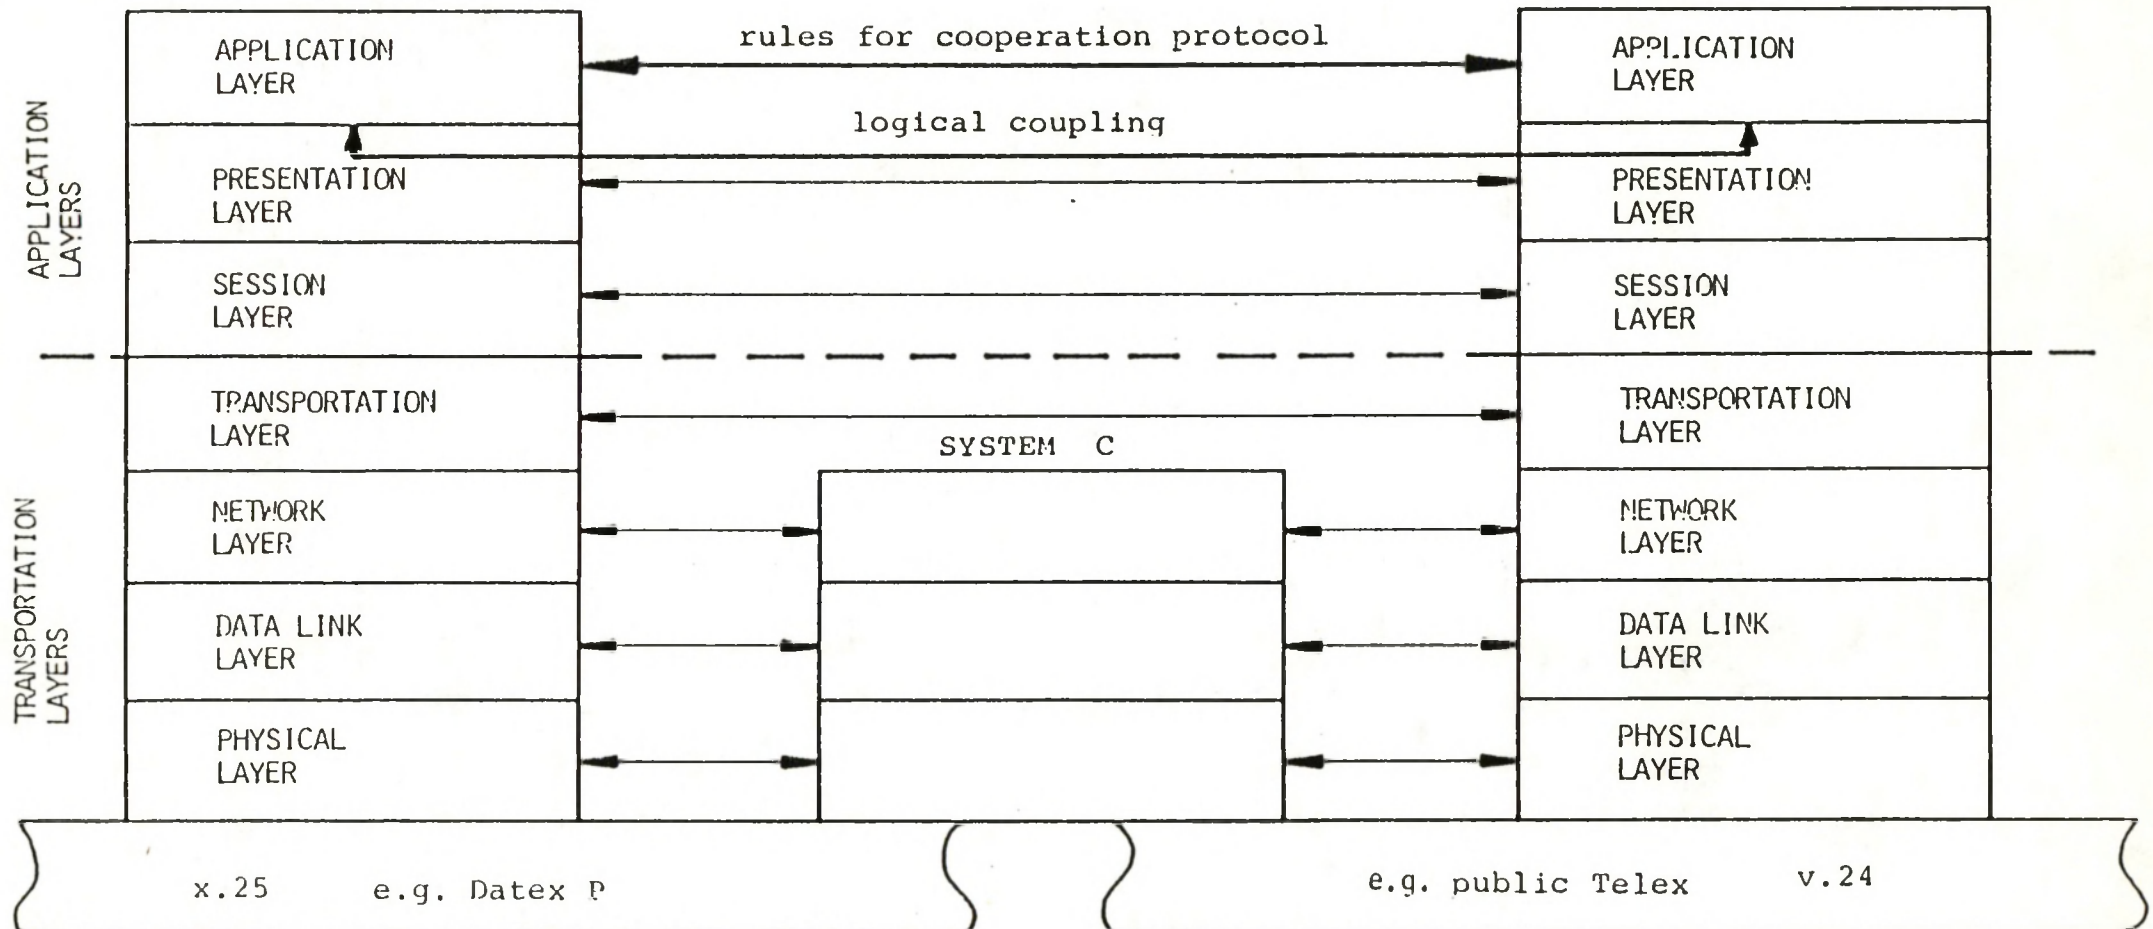 rules for cooperation protocol
logical coupling
APPLICATION
LAYERS
TRANSPORTATION
LAYERS
APPLICATION
LAYER
PRESENTATION
LAYER
SESSION
LAYER
TRANSPORTATION
LAYER
NETWORK
LAYER
DATA LINK
LAYER
PHYSICAL
LAYER
SYSTEM C
APPLICATION
LAYER
PRESENTATION
LAYER
SESSION
LAYER
TRANSPORTATION
LAYER
NETWORK
LAYER
DATA LINK
LAYER
PHYSICAL
LAYER
x.25 e.g. Datex P
e.g. public Telex v.24